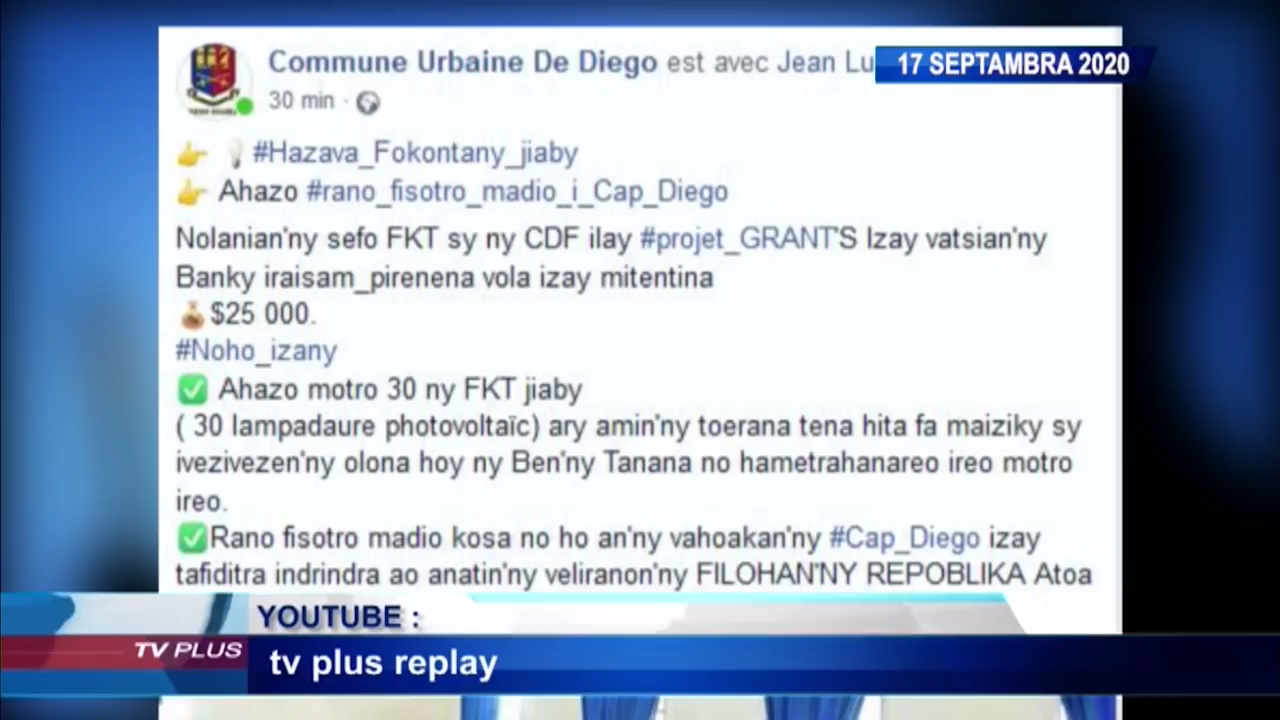 Commune Urbaine De Diego est avec Jean Lu
17 SEPTAMBRA 2020
30 min ·
#Hazava_Fokontany_jiaby
Ahazo #rano_fisotro_madio_i_Cap_Diego
Nolanian'ny sefo FKT sy ny CDF ilay #projet_GRANT'S Izay vatsian'ny
Banky iraisam_pirenena vola izay mitentina
$25 000.
#Noho_izany
✅ Ahazo motro 30 ny FKT jiaby
( 30 lampadaure photovoltaïc) ary amin'ny toerana tena hita fa maiziky sy
ivezivezen'ny olona hoy ny Ben'ny Tanana no hametrahanareo ireo motro
ireo.
✅Rano fisotro madio kosa no ho an'ny vahoakan'ny #Cap_Diego izay
tafiditra indrindra ao anatin'ny veliranon'ny FILOHAN'NY REPOBLIKA Atoa
YOUTUBE :
TV PLUS
tv plus replay